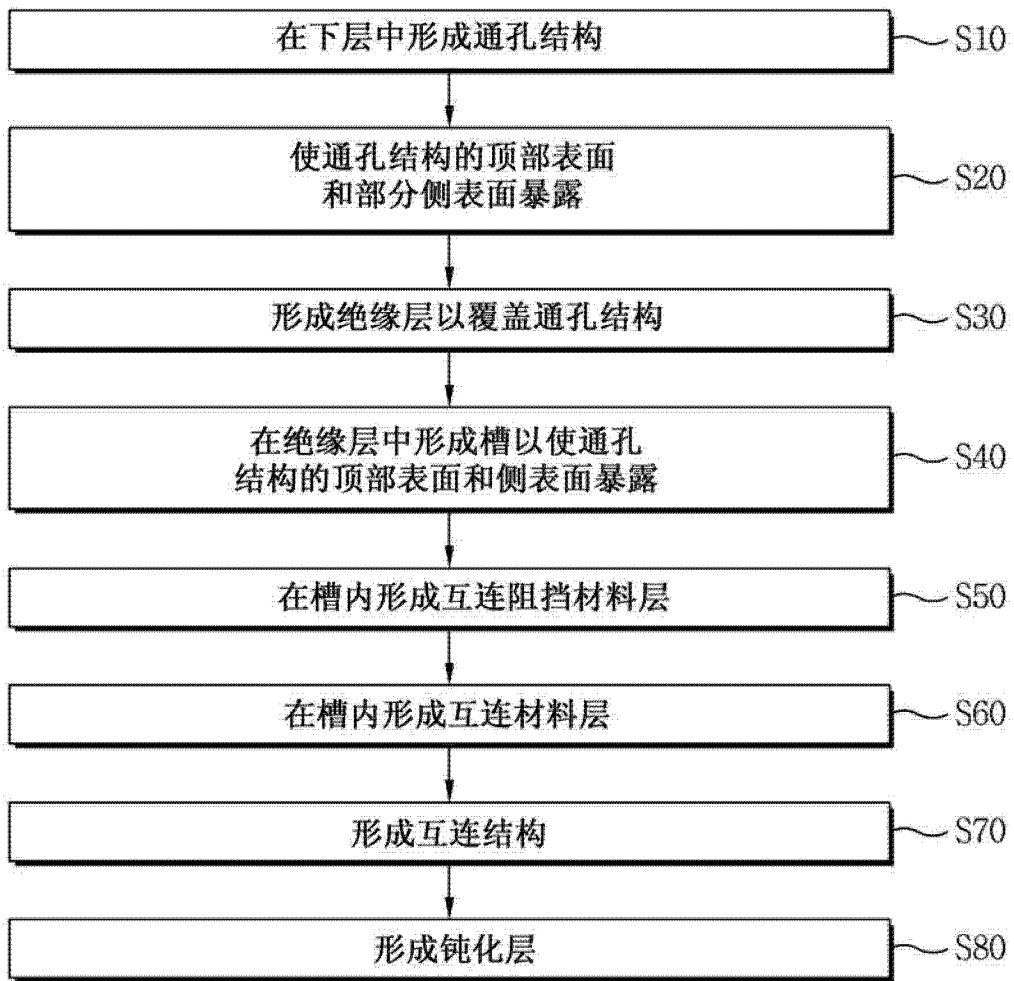 在下层中形成通孔结构
S10
使通孔结构的顶部表面
和部分侧表面暴露
S20
形成绝缘层以覆盖通孔结构
S30
在绝缘层中形成槽以使通孔
结构的顶部表面和侧表面暴露
S40
在槽内形成互连阻挡材料层
S50
在槽内形成互连材料层
S60
形成互连结构
S70
形成钝化层
S80